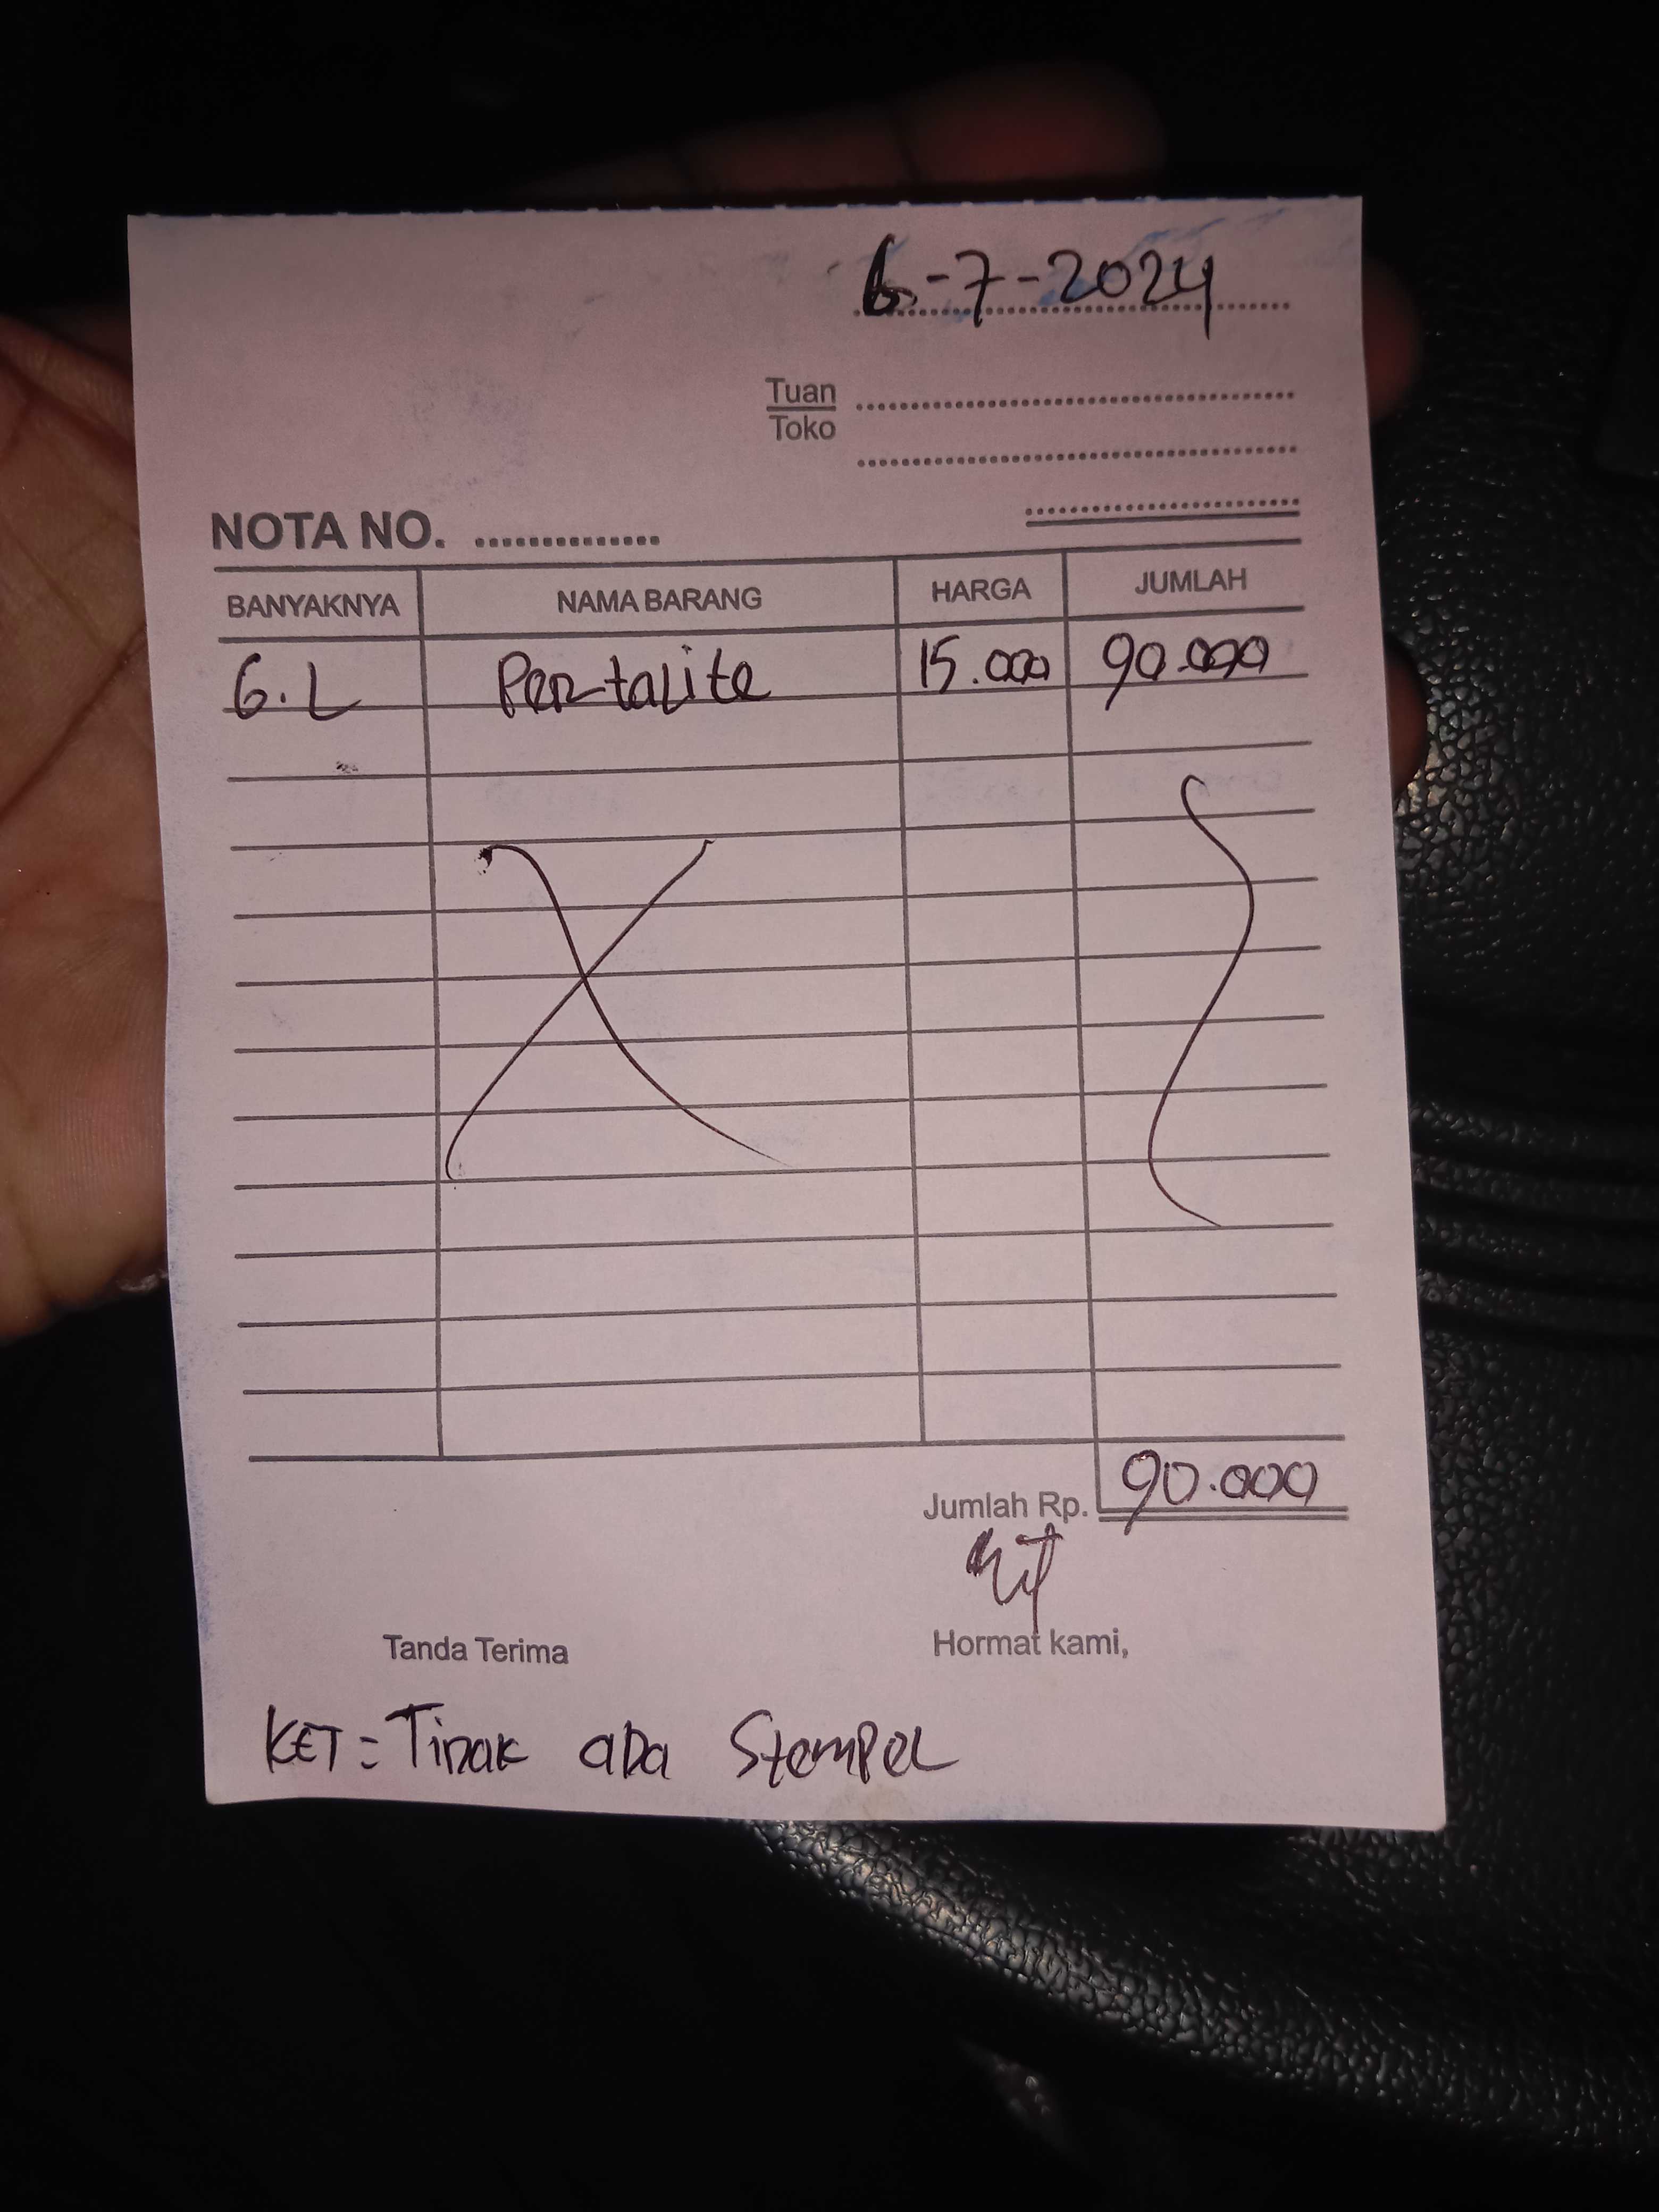 6-7-2024
Tuan
Toko
NOTA NO. ...............
BANYAKNYA NAMA BARANG HARGA JUMLAH
6.L Pertalite 15.000 90.000
Jumlah Rp. 90.000
Tanda Terima Hormat kami,
KET = Tidak ada Stempel